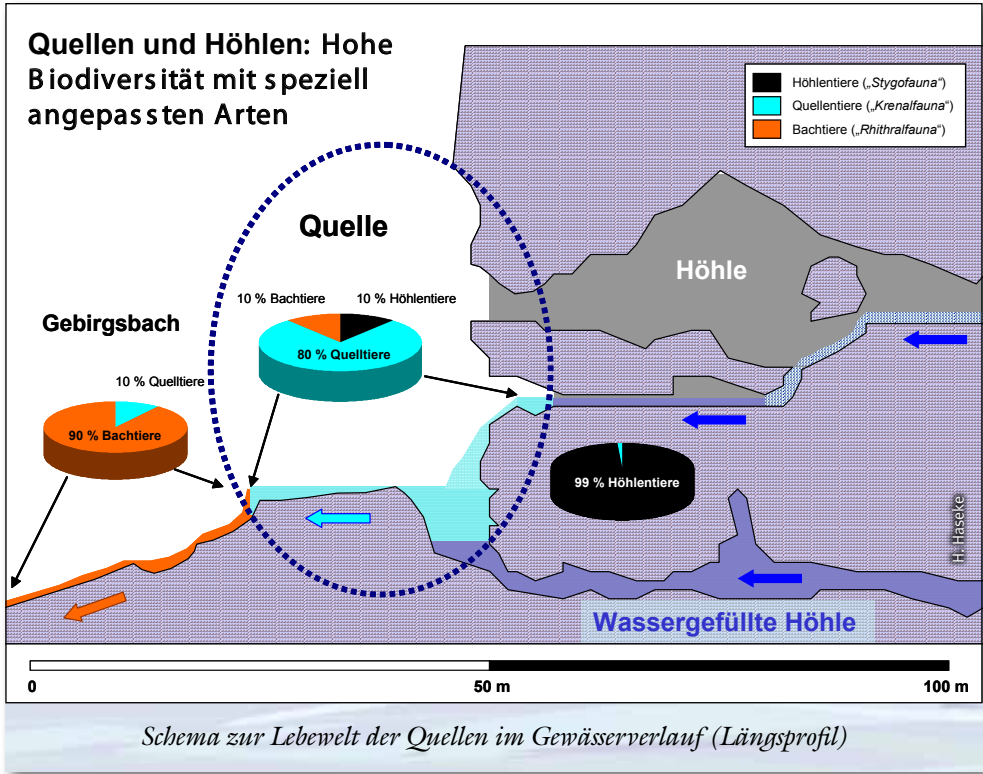 Quellen und Höhlen: Hohe
Biodiversität mit speziell
angepassten Arten
Höhlentiere („Stygofauna“)
Quellentiere („Krenalfauna“)
Bachtiere („Rhithralfauna“)
Quelle
Höhle
10 % Bachtiere
10 % Höhlentiere
80 % Quelltiere
Gebirgsbach
10 % Quelltiere
90 % Bachtiere
99 % Höhlentiere
H. Haseke
Wassergefüllte Höhle
0
50 m
100 m
Schema zur Lebewelt der Quellen im Gewässerverlauf (Längsprofil)